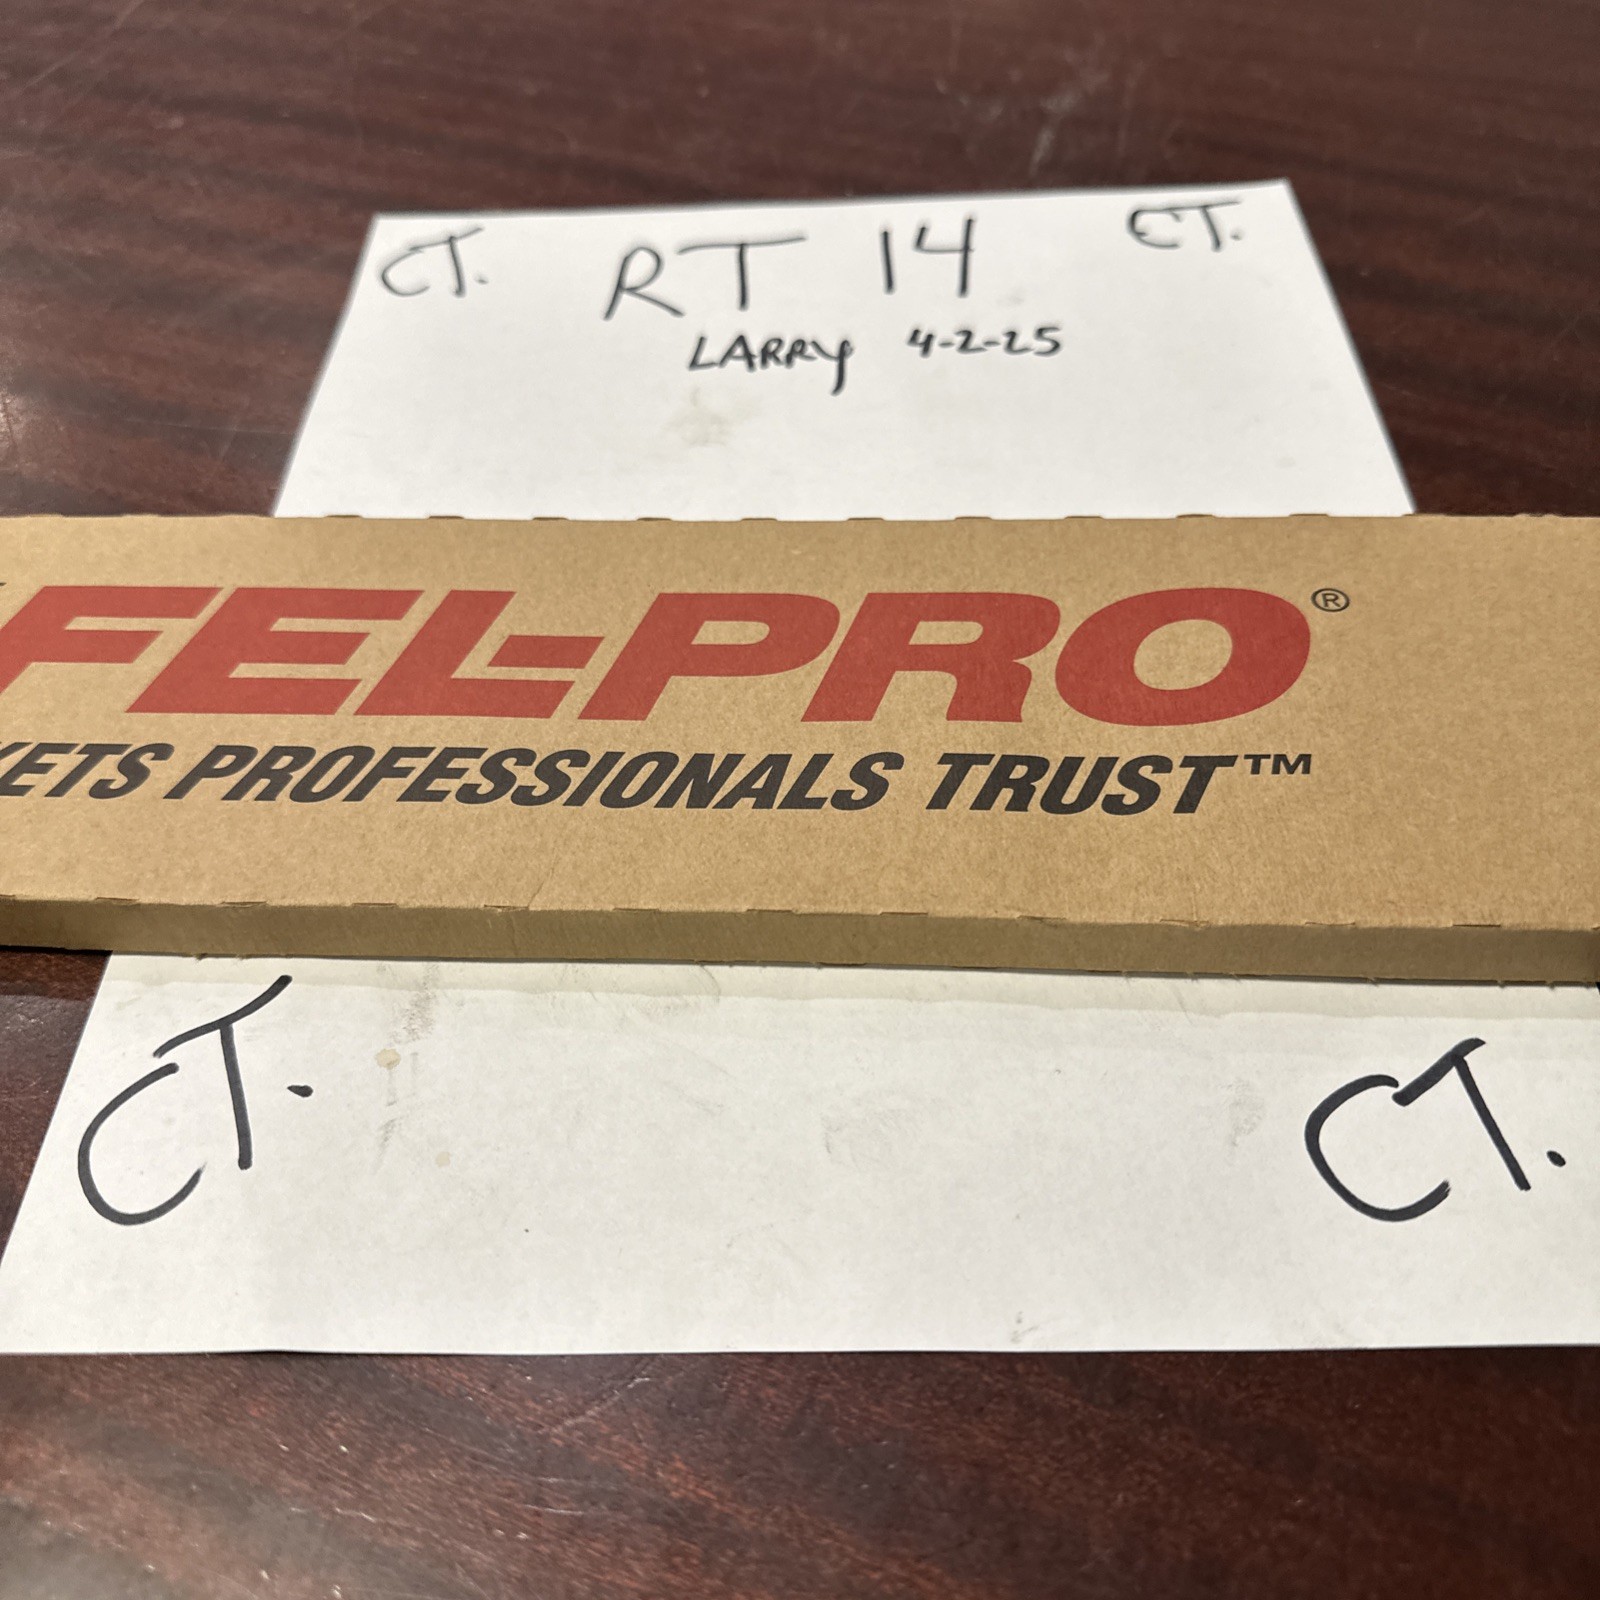 CT. RT 14 CT.
LARRY 4-2-25
FEL-PRO®
KETS PROFESSIONALS TRUST™
CT. CT.